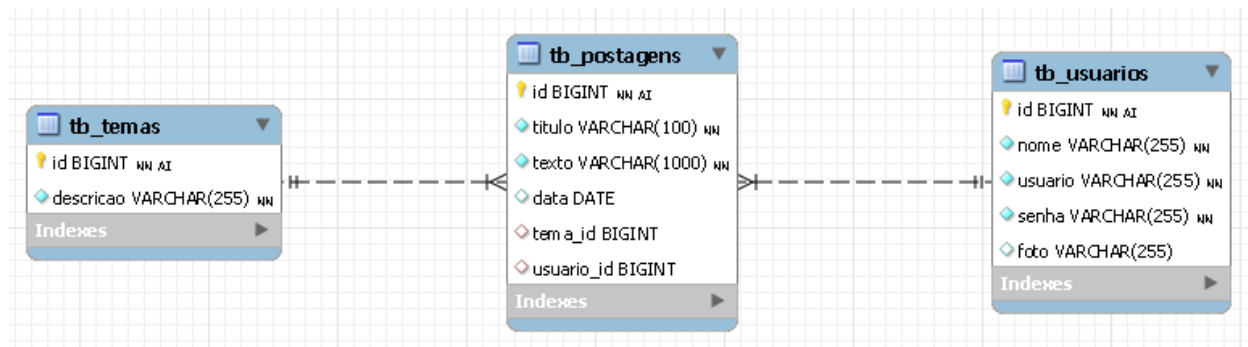 tb_temas
id BIGINT NN AI
descricao VARCHAR(255) NN
Indexes
tb_postagens
id BIGINT NN AI
titulo VARCHAR(100) NN
texto VARCHAR(1000) NN
data DATE
tema_id BIGINT
usuario_id BIGINT
Indexes
tb_usuarios
id BIGINT NN AI
nome VARCHAR(255) NN
usuario VARCHAR(255) NN
senha VARCHAR(255) NN
foto VARCHAR(255)
Indexes